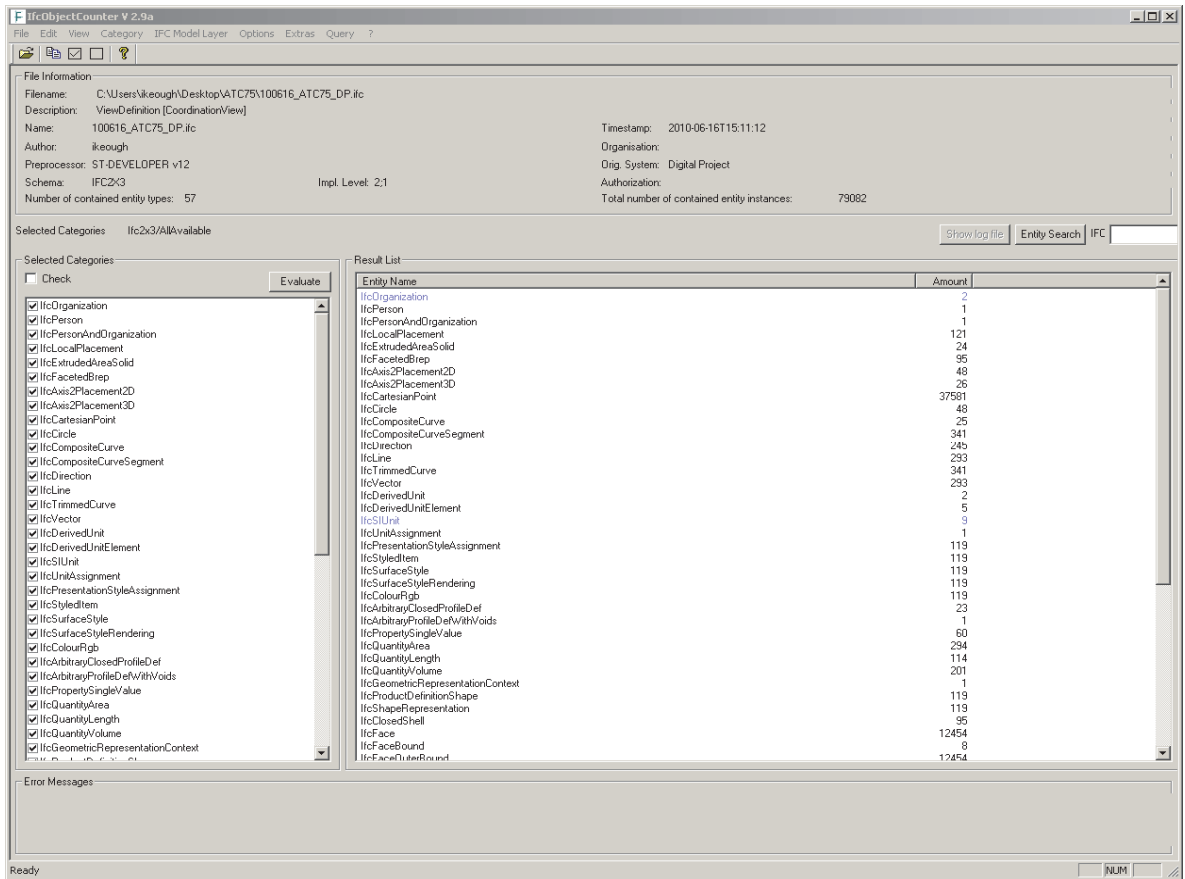 IfcObjectCounter V 2.9a
File Edit View Category IFC Model Layer Options Extras Query ?
File Information
Filename: C:\Users\ikeough\Desktop\ATC75\100616_ATC75_DP.ifc
Description: ViewDefinition [CoordinationView]
Name: 100616_ATC75_DP.ifc Timestamp: 2010-06-16T15:11:12
Author: ikeough Organisation:
Preprocessor: ST-DEVELOPER v12 Orig. System: Digital Project
Schema: IFC2X3 Impl. Level: 2;1 Authorization:
Number of contained entity types: 57 Total number of contained entity instances: 79082
Selected Categories Ifc2x3/AllAvailable Show log file Entity Search IFC
Selected Categories
Check Evaluate
IfcOrganization
IfcPerson
IfcPersonAndOrganization
IfcLocalPlacement
IfcExtrudedAreaSolid
IfcFacetedBrep
IfcAxis2Placement2D
IfcAxis2Placement3D
IfcCartesianPoint
IfcCircle
IfcCompositeCurve
IfcCompositeCurveSegment
IfcDirection
IfcLine
IfcTrimmedCurve
IfcVector
IfcDerivedUnit
IfcDerivedUnitElement
IfcSIUnit
IfcUnitAssignment
IfcPresentationStyleAssignment
IfcStyledItem
IfcSurfaceStyle
IfcSurfaceStyleRendering
IfcColourRgb
IfcArbitraryClosedProfileDef
IfcArbitraryProfileDefWithVoids
IfcPropertySingleValue
IfcQuantityArea
IfcQuantityLength
IfcQuantityVolume
IfcGeometricRepresentationContext
Result List
Entity Name Amount
IfcOrganization 2
IfcPerson 1
IfcPersonAndOrganization 1
IfcLocalPlacement 121
IfcExtrudedAreaSolid 24
IfcFacetedBrep 95
IfcAxis2Placement2D 48
IfcAxis2Placement3D 26
IfcCartesianPoint 37581
IfcCircle 48
IfcCompositeCurve 25
IfcCompositeCurveSegment 341
IfcDirection 245
IfcLine 293
IfcTrimmedCurve 341
IfcVector 293
IfcDerivedUnit 2
IfcDerivedUnitElement 5
IfcSIUnit 9
IfcUnitAssignment 1
IfcPresentationStyleAssignment 119
IfcStyledItem 119
IfcSurfaceStyle 119
IfcSurfaceStyleRendering 119
IfcColourRgb 119
IfcArbitraryClosedProfileDef 23
IfcArbitraryProfileDefWithVoids 1
IfcPropertySingleValue 60
IfcQuantityArea 294
IfcQuantityLength 114
IfcQuantityVolume 201
IfcGeometricRepresentationContext 1
IfcProductDefinitionShape 119
IfcShapeRepresentation 119
IfcClosedShell 95
IfcFace 12454
IfcFaceBound 8
IfcFaceOuterBound 12454
Error Messages
Ready NUM